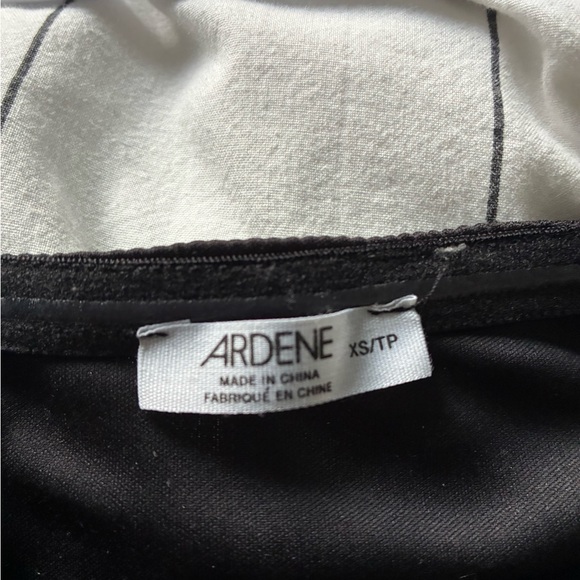 ARDENE XS/TP
MADE IN CHINA
FABRIQUÉ EN CHINE